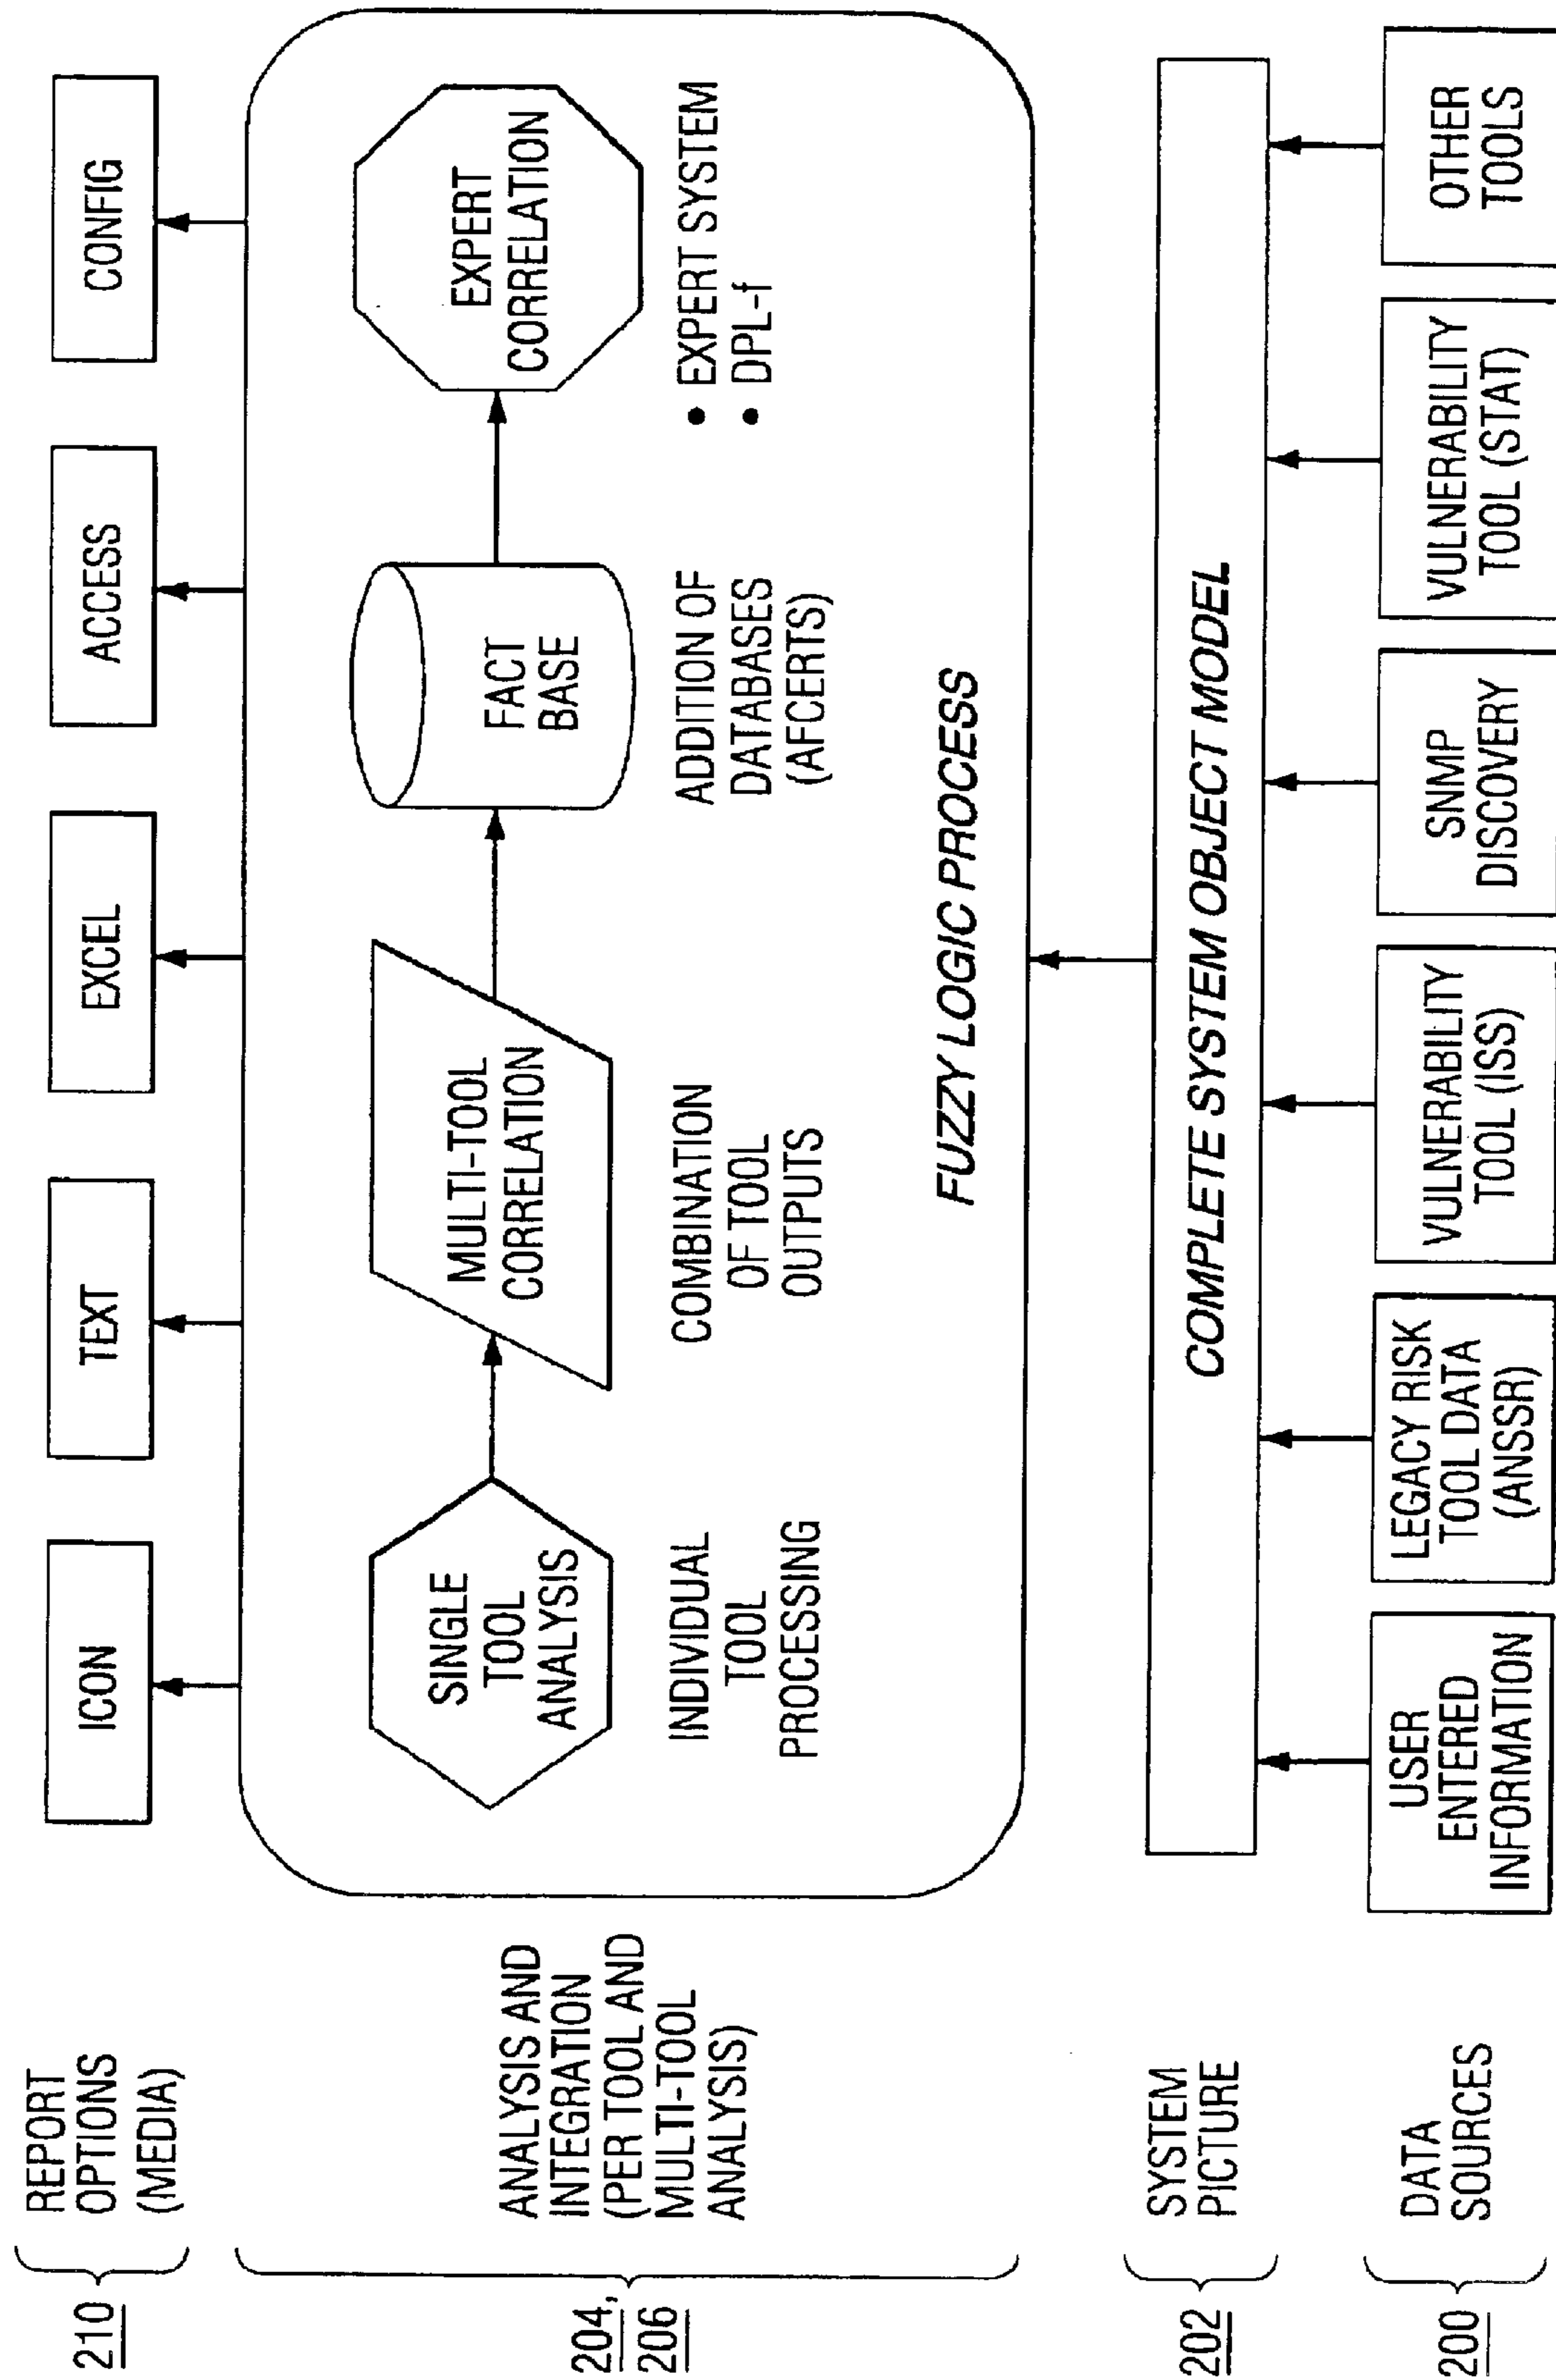 210
REPORT
OPTIONS
(MEDIA)
ICON
TEXT
EXCEL
ACCESS
CONFIG
204,
206
ANALYSIS AND
INTEGRATION
(PER TOOL AND
MULTI-TOOL
ANALYSIS)
SINGLE
TOOL
ANALYSIS
MULTI-TOOL
CORRELATION
FACT
BASE
EXPERT
CORRELATION
INDIVIDUAL
TOOL
PROCESSING
COMBINATION
OF TOOL
OUTPUTS
ADDITION OF
DATABASES
(AFCERTS)
• EXPERT SYSTEM
• DPL-f
FUZZY LOGIC PROCESS
202
SYSTEM
PICTURE
COMPLETE SYSTEM OBJECT MODEL
200
DATA
SOURCES
USER
ENTERED
INFORMATION
LEGACY RISK
TOOL DATA
(ANSSR)
VULNERABILITY
TOOL (ISS)
SNMP
DISCOVERY
VULNERABILITY
TOOL (STAT)
OTHER
TOOLS